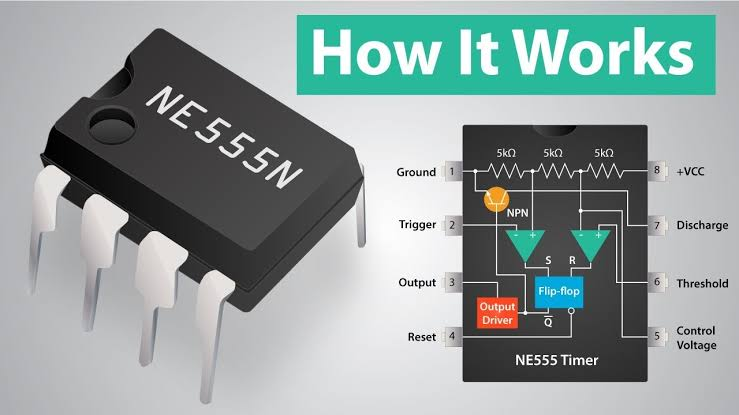 How It Works
NE555N
5kΩ 5kΩ 5kΩ
Ground 1
8 +VCC
NPN
Trigger 2
- +
- +
7 Discharge
S R
Output 3
Flip-flop
6 Threshold
Output
Driver
Q̅
Reset 4
5 Control
Voltage
NE555 Timer